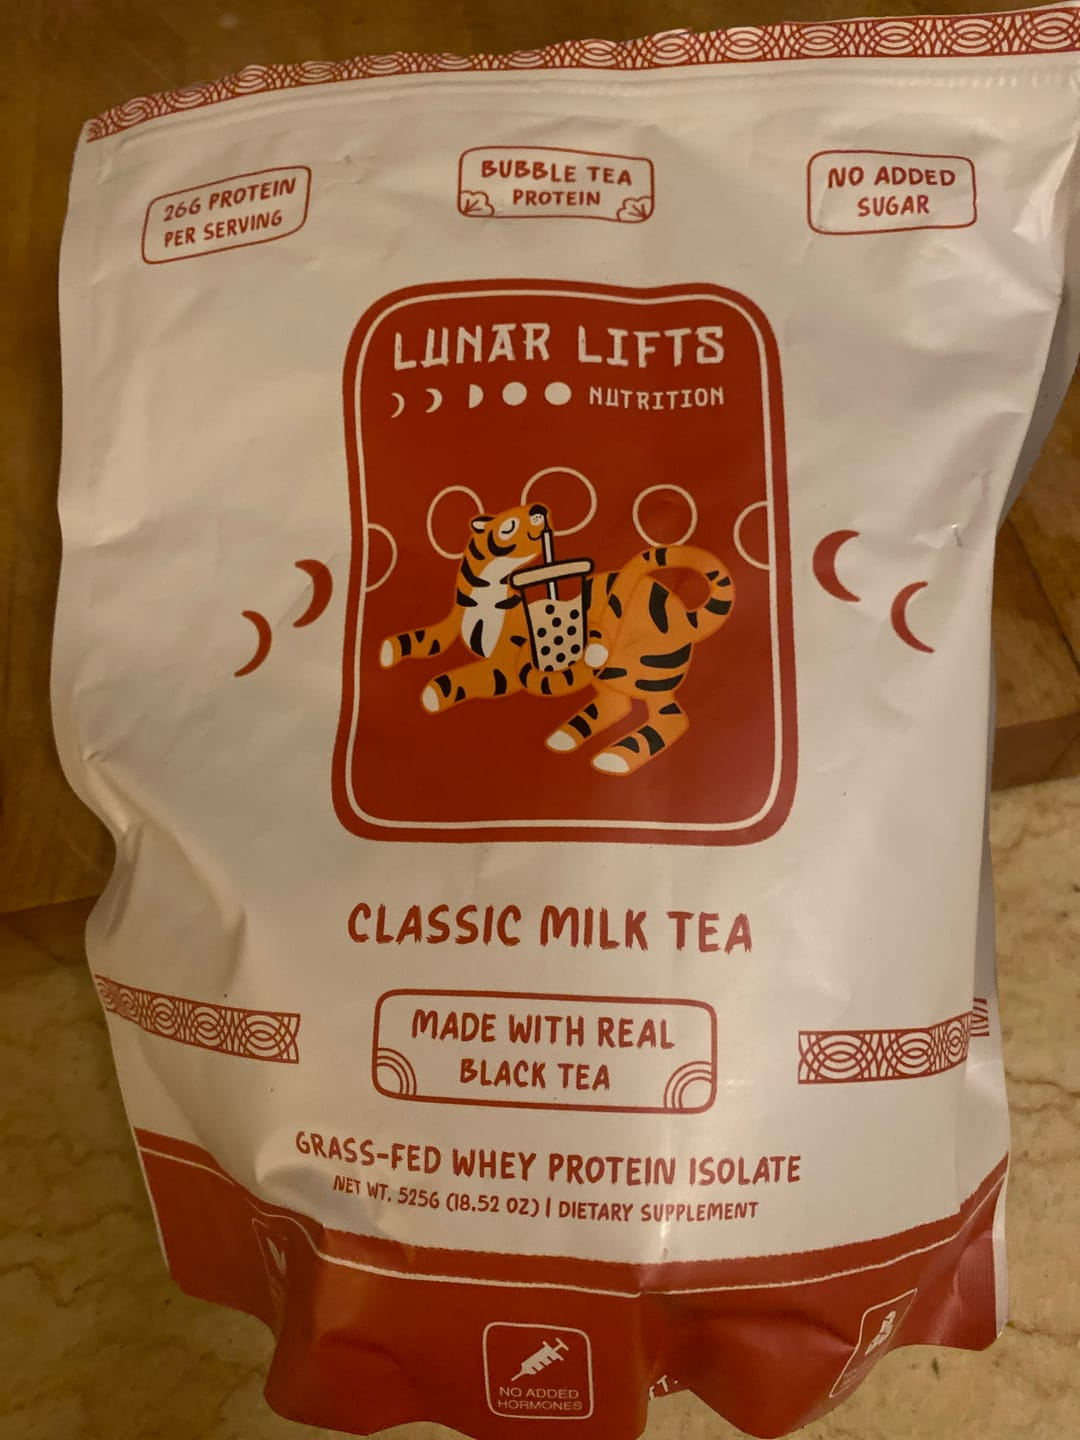 26G PROTEIN
PER SERVING
BUBBLE TEA
PROTEIN
NO ADDED
SUGAR
LUNAR LIFTS
NUTRITION
CLASSIC MILK TEA
MADE WITH REAL
BLACK TEA
GRASS-FED WHEY PROTEIN ISOLATE
NET WT. 525G (18.52 OZ) | DIETARY SUPPLEMENT
NO ADDED
HORMONES